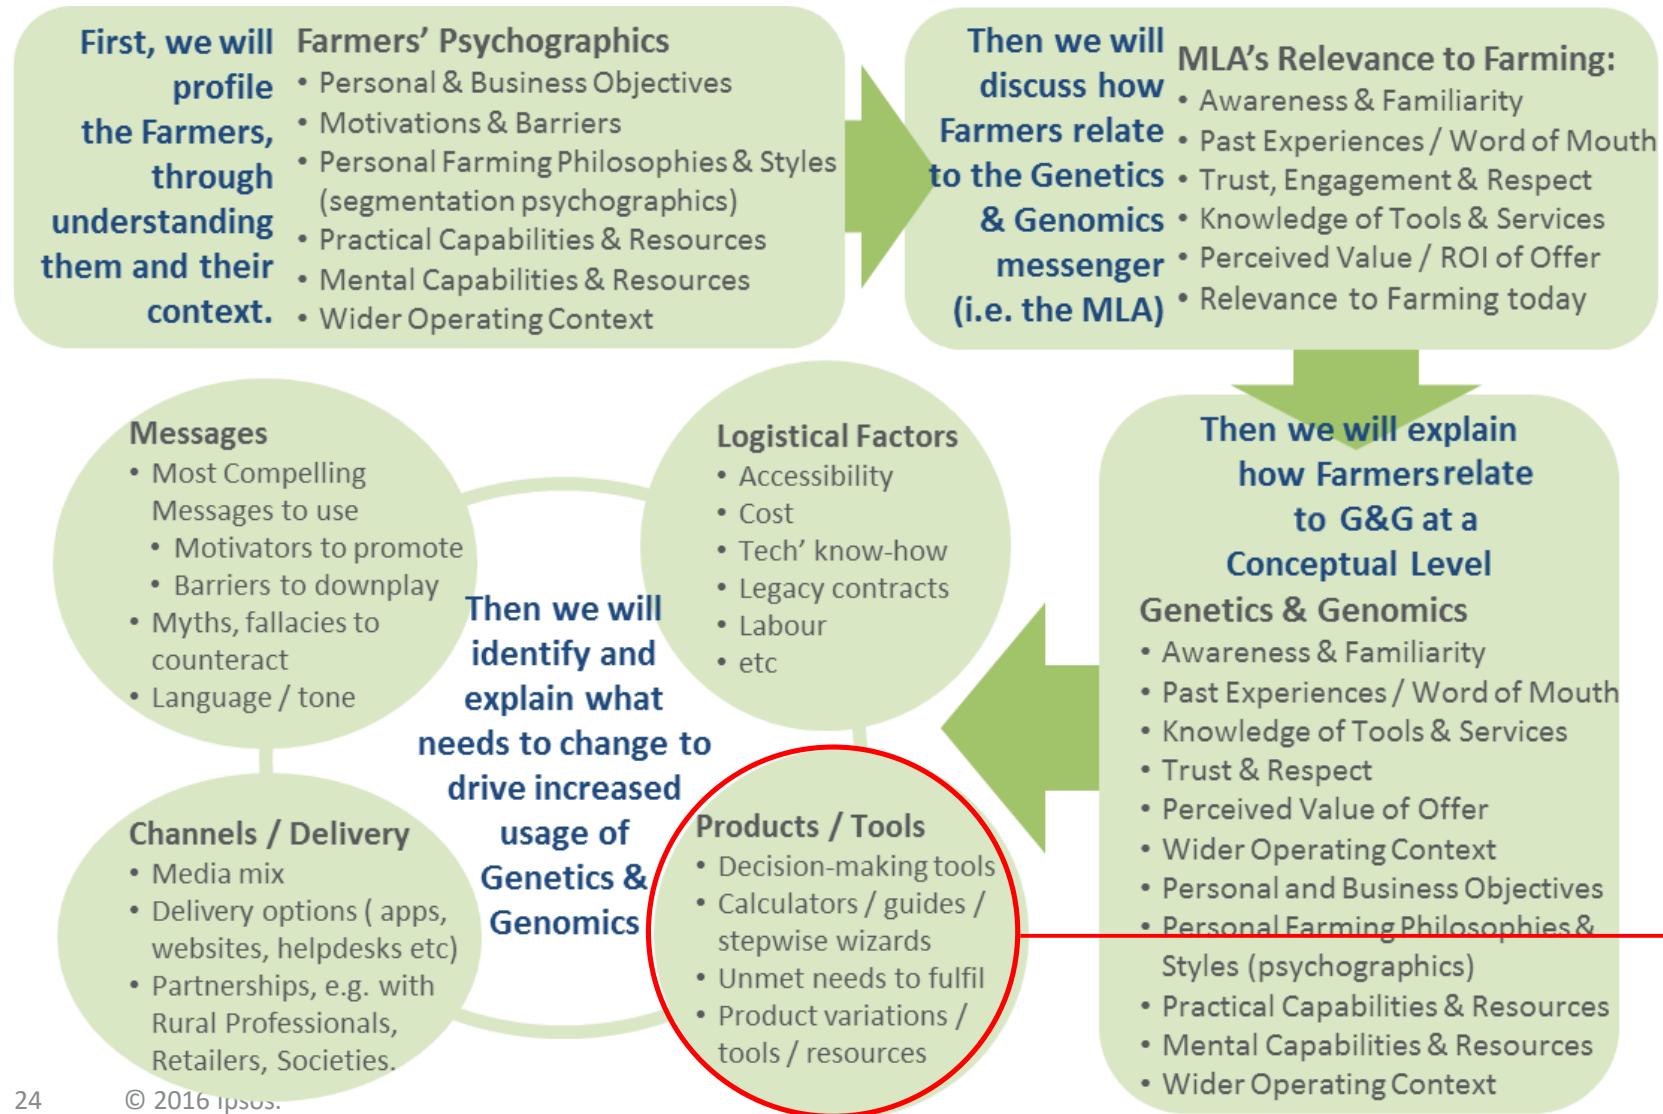 First, we will
profile
the Farmers,
through
understanding
them and their
context.
Farmers' Psychographics
• Personal & Business Objectives
• Motivations & Barriers
• Personal Farming Philosophies & Styles
(segmentation psychographics)
• Practical Capabilities & Resources
• Mental Capabilities & Resources
• Wider Operating Context
Then we will
discuss how
Farmers relate
to the Genetics
& Genomics
messenger
(i.e. the MLA)
MLA's Relevance to Farming:
• Awareness & Familiarity
• Past Experiences / Word of Mouth
• Trust, Engagement & Respect
• Knowledge of Tools & Services
• Perceived Value / ROI of Offer
• Relevance to Farming today
Then we will explain
how Farmers relate
to G&G at a
Conceptual Level
Genetics & Genomics
• Awareness & Familiarity
• Past Experiences / Word of Mouth
• Knowledge of Tools & Services
• Trust & Respect
• Perceived Value of Offer
• Wider Operating Context
• Personal and Business Objectives
• Personal Farming Philosophies &
Styles (psychographics)
• Practical Capabilities & Resources
• Mental Capabilities & Resources
• Wider Operating Context
Then we will
identify and
explain what
needs to change to
drive increased
usage of
Genetics &
Genomics
Messages
• Most Compelling
Messages to use
• Motivators to promote
• Barriers to downplay
• Myths, fallacies to
counteract
• Language / tone
Logistical Factors
• Accessibility
• Cost
• Tech' know-how
• Legacy contracts
• Labour
• etc
Channels / Delivery
• Media mix
• Delivery options ( apps,
websites, helpdesks etc)
• Partnerships, e.g. with
Rural Professionals,
Retailers, Societies.
Products / Tools
• Decision-making tools
• Calculators / guides /
stepwise wizards
• Unmet needs to fulfil
• Product variations /
tools / resources
24 © 2016 Ipsos.